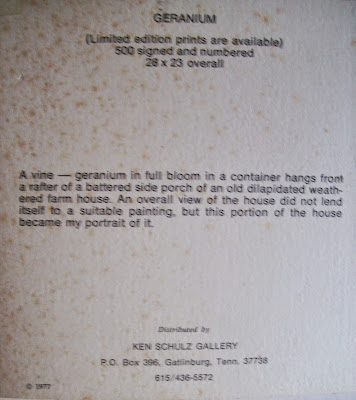 GERANIUM
(Limited edition prints are available)
500 signed and numbered
28 x 23 overall
A vine — geranium in full bloom in a container hangs from
a rafter of a battered side porch of an old dilapidated weath-
ered farm house. An overall view of the house did not lend
itself to a suitable painting, but this portion of the house
became my portrait of it.
Distributed by
KEN SCHULZ GALLERY
P.O. Box 396, Gatlinburg, Tenn. 37738
615/436-5572
© 1977